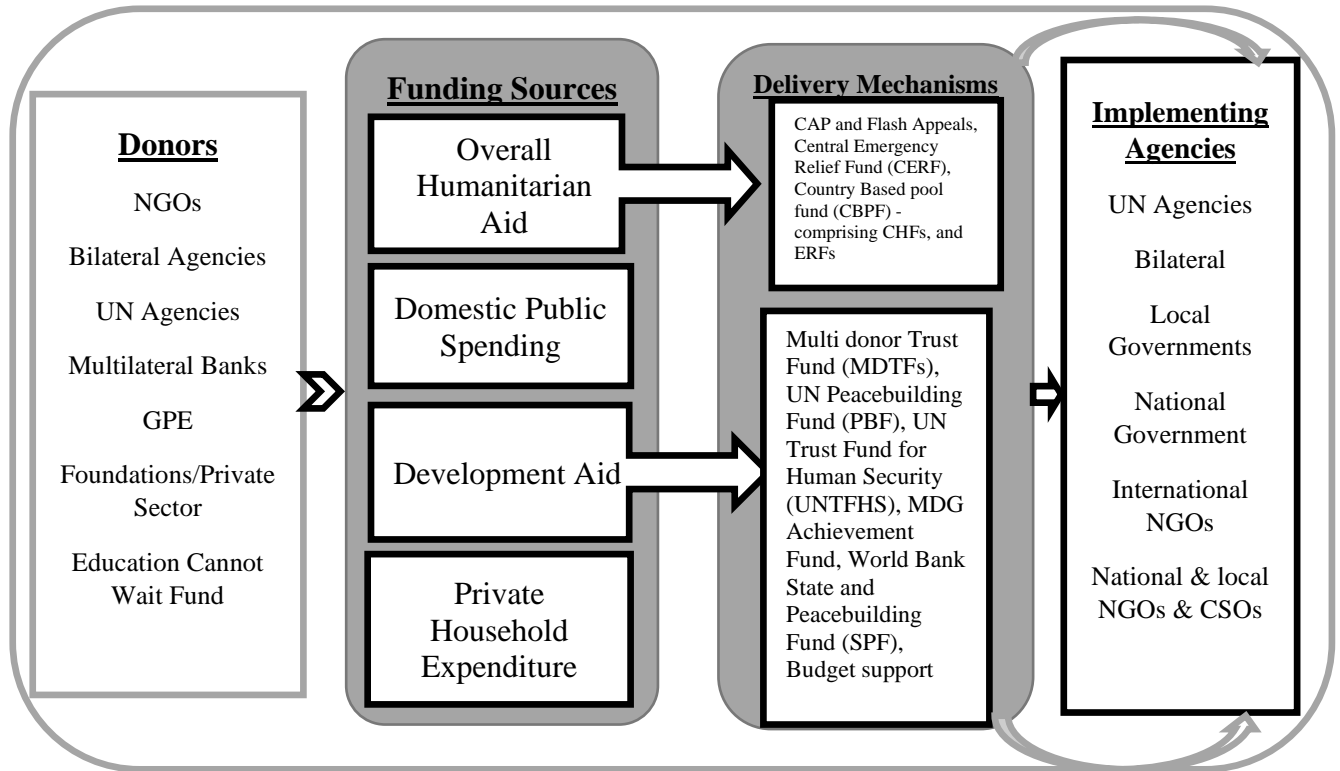 Donors
NGOs
Bilateral Agencies
UN Agencies
Multilateral Banks
GPE
Foundations/Private
Sector
Education Cannot
Wait Fund
Funding Sources
Overall
Humanitarian
Aid
Domestic Public
Spending
Development Aid
Private
Household
Expenditure
Delivery Mechanisms
CAP and Flash Appeals,
Central Emergency
Relief Fund (CERF),
Country Based pool
fund (CBPF) -
comprising CHFs, and
ERFs
Multi donor Trust
Fund (MDTFs),
UN Peacebuilding
Fund (PBF), UN
Trust Fund for
Human Security
(UNTFHS), MDG
Achievement
Fund, World Bank
State and
Peacebuilding
Fund (SPF),
Budget support
Implementing
Agencies
UN Agencies
Bilateral
Local
Governments
National
Government
International
NGOs
National & local
NGOs & CSOs